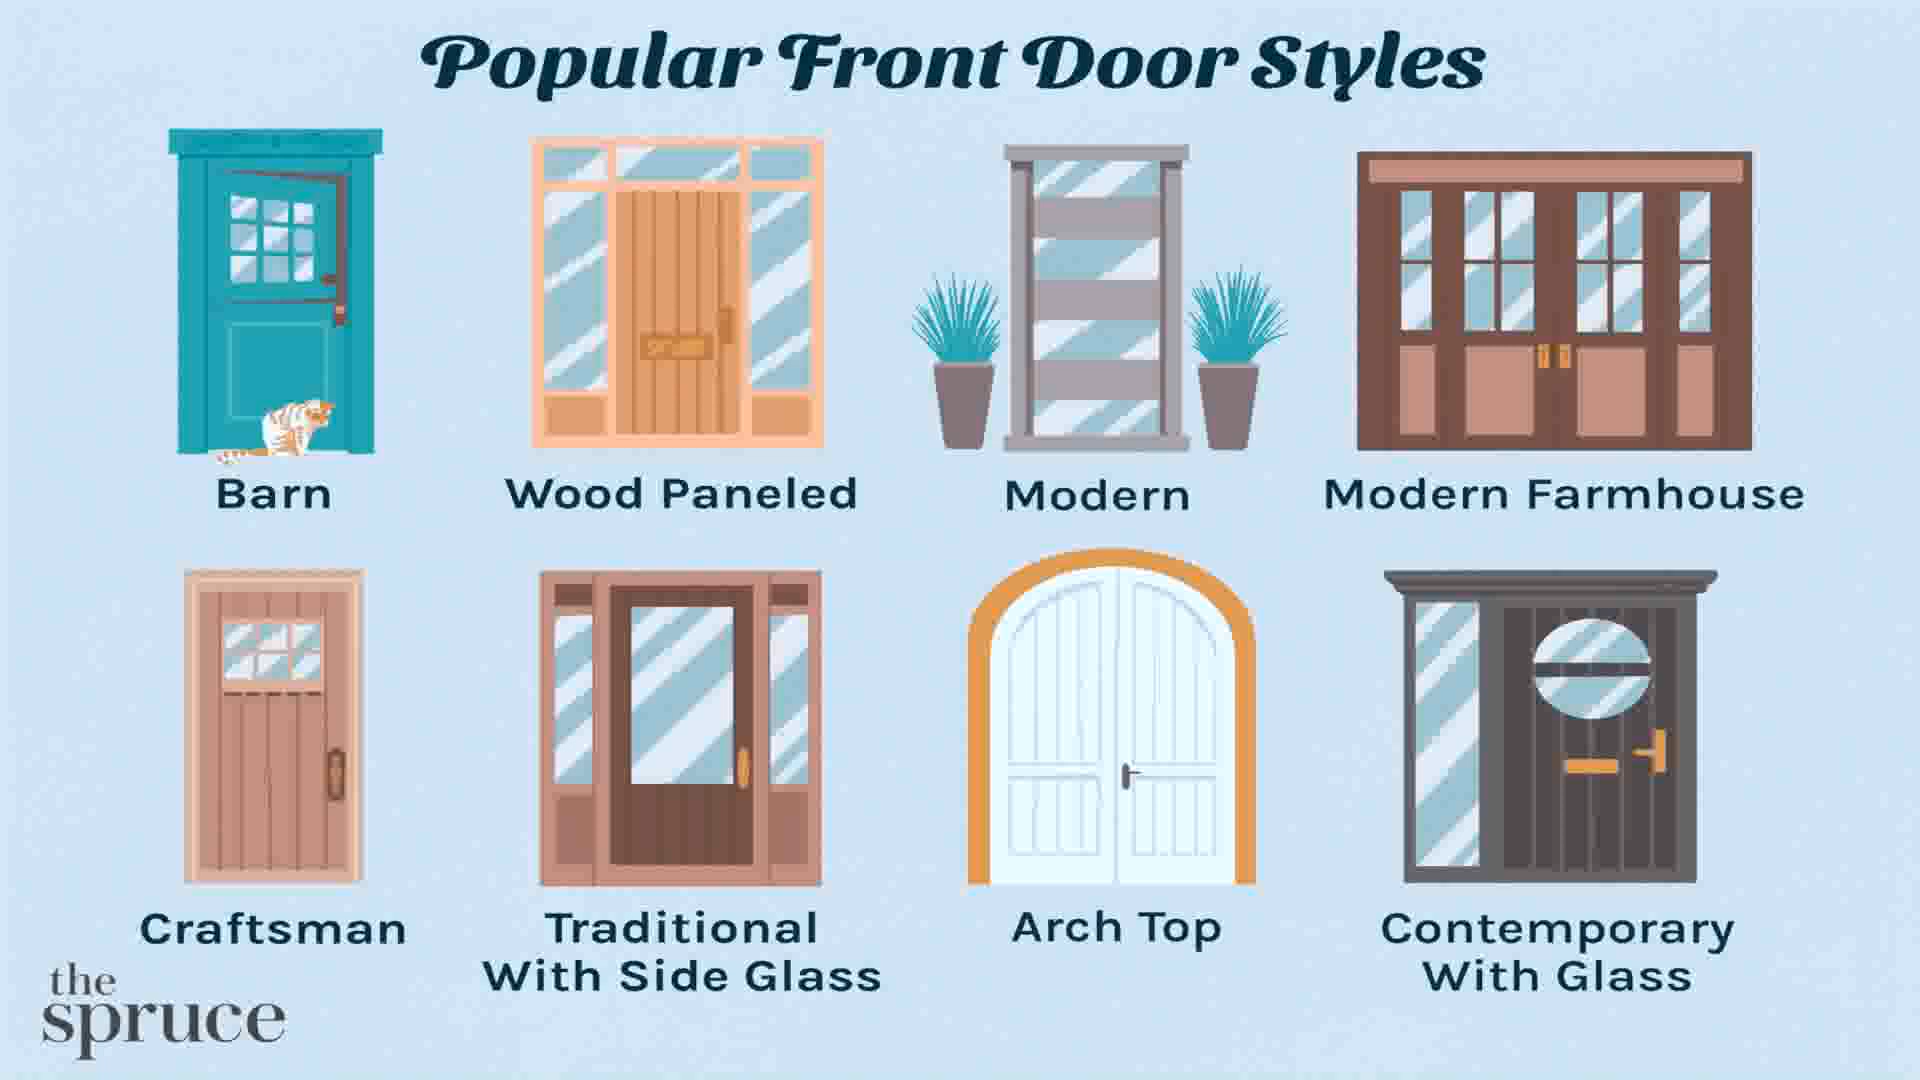 Popular Front Door Styles
Barn
Wood Paneled
Modern
Modern Farmhouse
Craftsman
Traditional
With Side Glass
Arch Top
Contemporary
With Glass
the
spruce